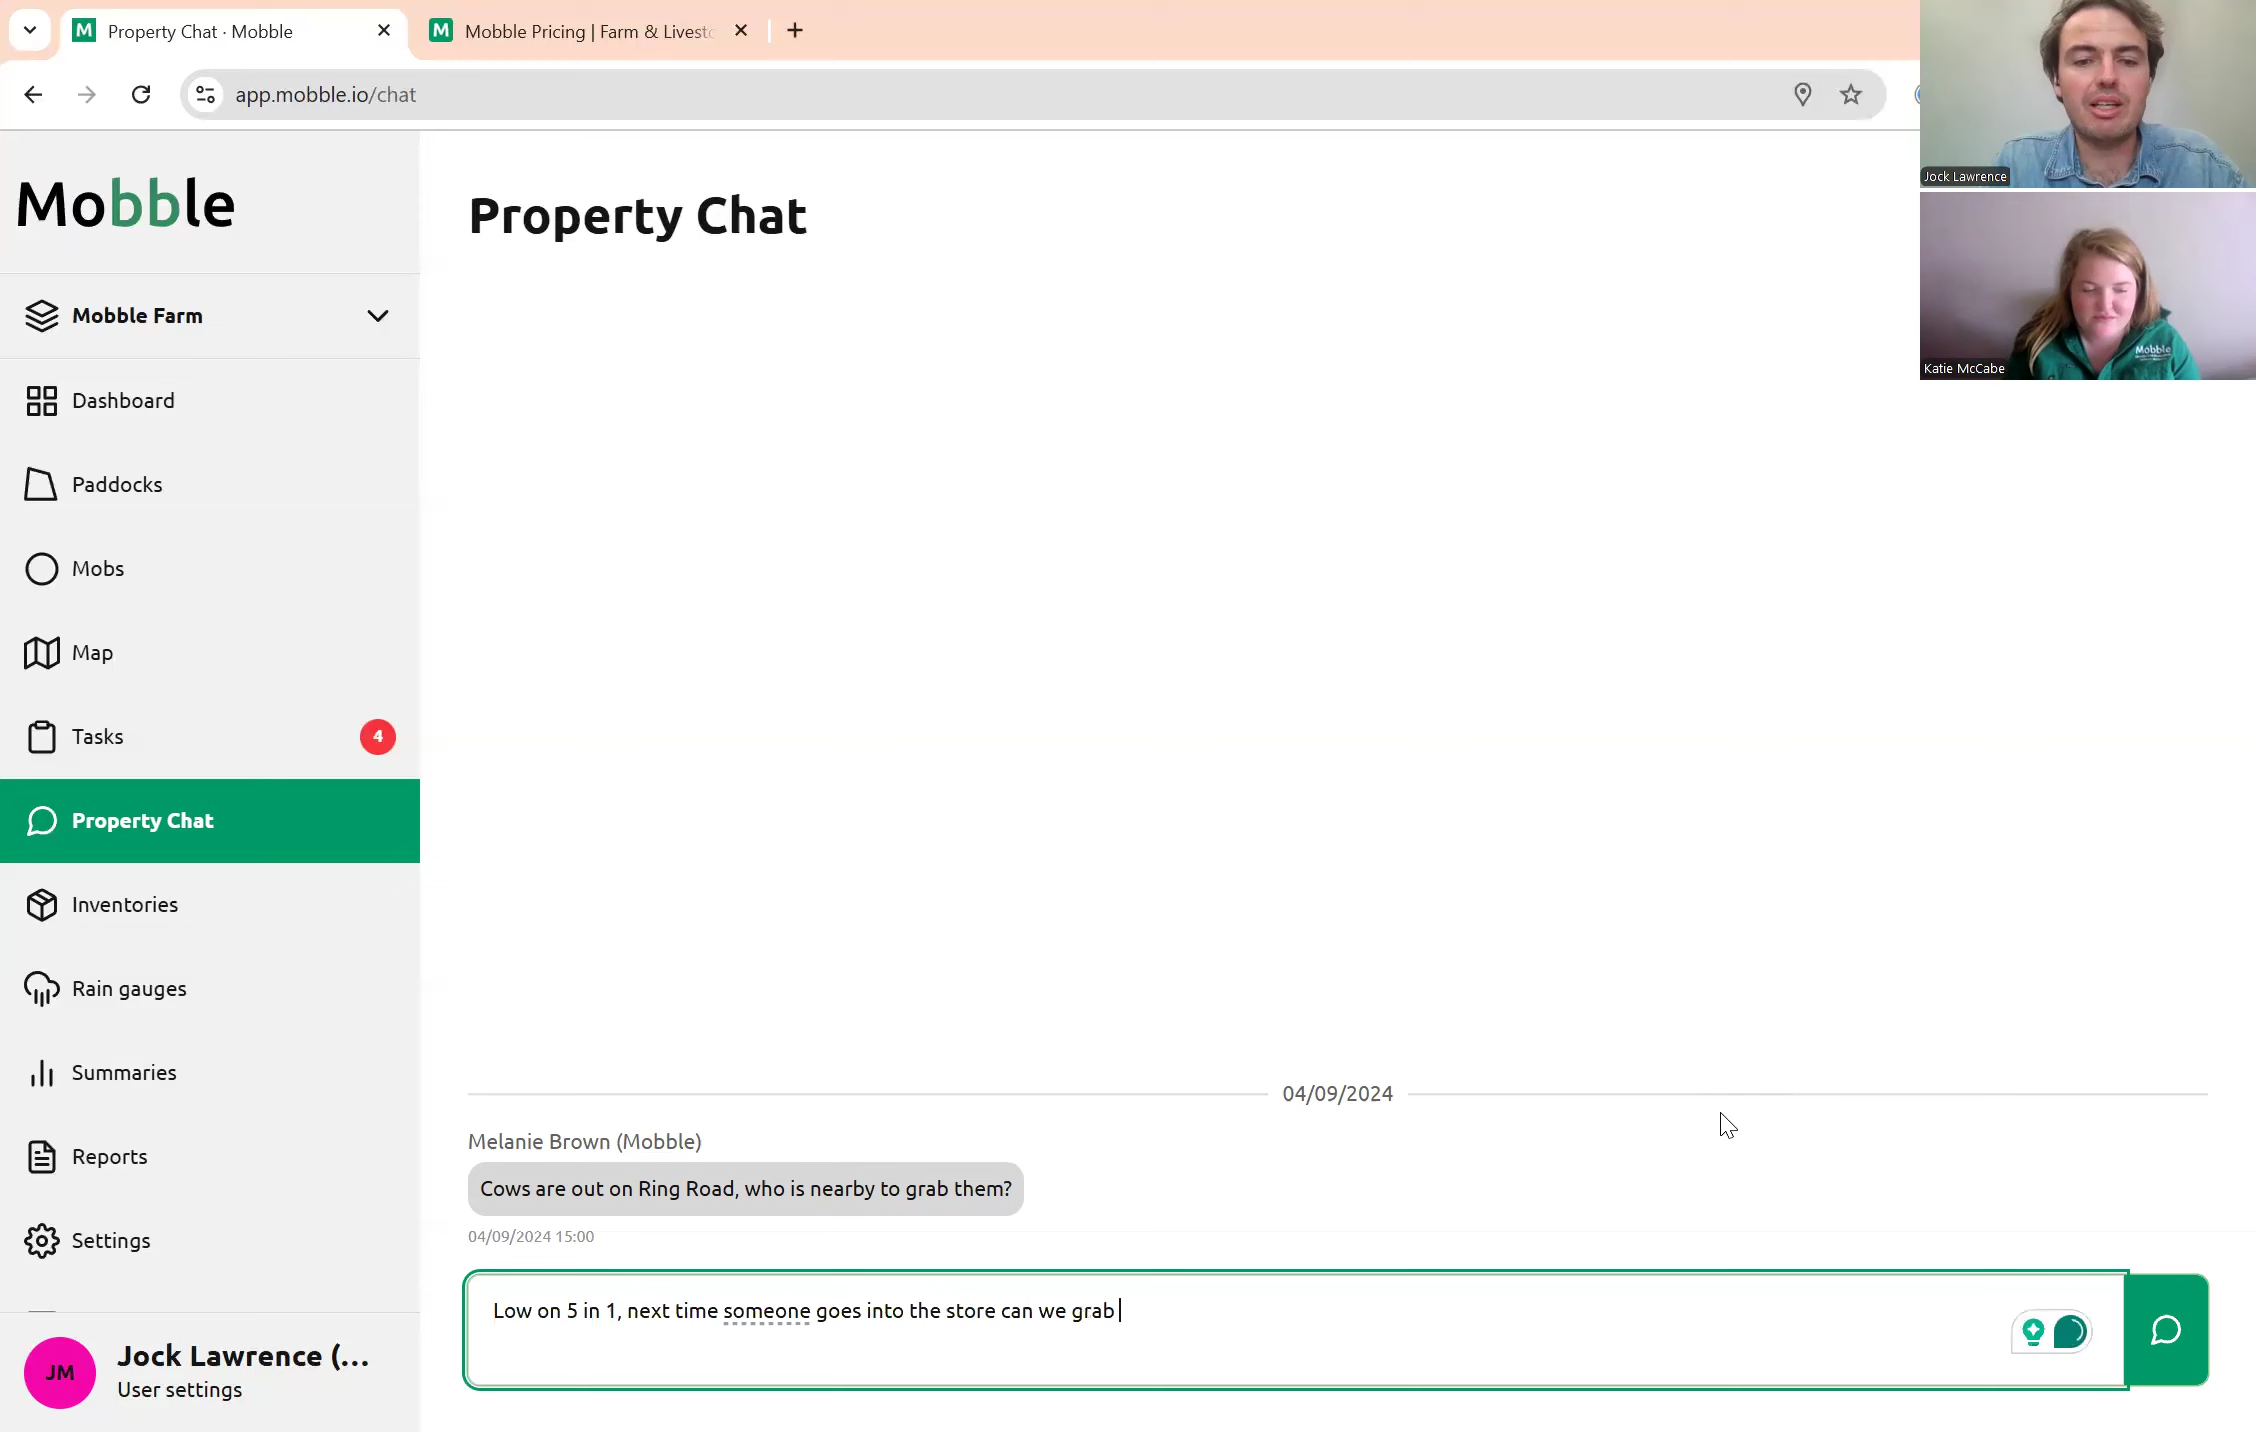 Property Chat · Mobble
Mobble Pricing | Farm & Livesto
app.mobble.io/chat
Jock Lawrence
Mobble
Katie McCabe
Mobble
Mobble Farm
Dashboard
Paddocks
Mobs
Map
Tasks
4
Property Chat
Inventories
Rain gauges
Summaries
Reports
Settings
JM
Jock Lawrence (...
User settings
Property Chat
04/09/2024
Melanie Brown (Mobble)
Cows are out on Ring Road, who is nearby to grab them?
04/09/2024 15:00
Low on 5 in 1, next time someone goes into the store can we grab